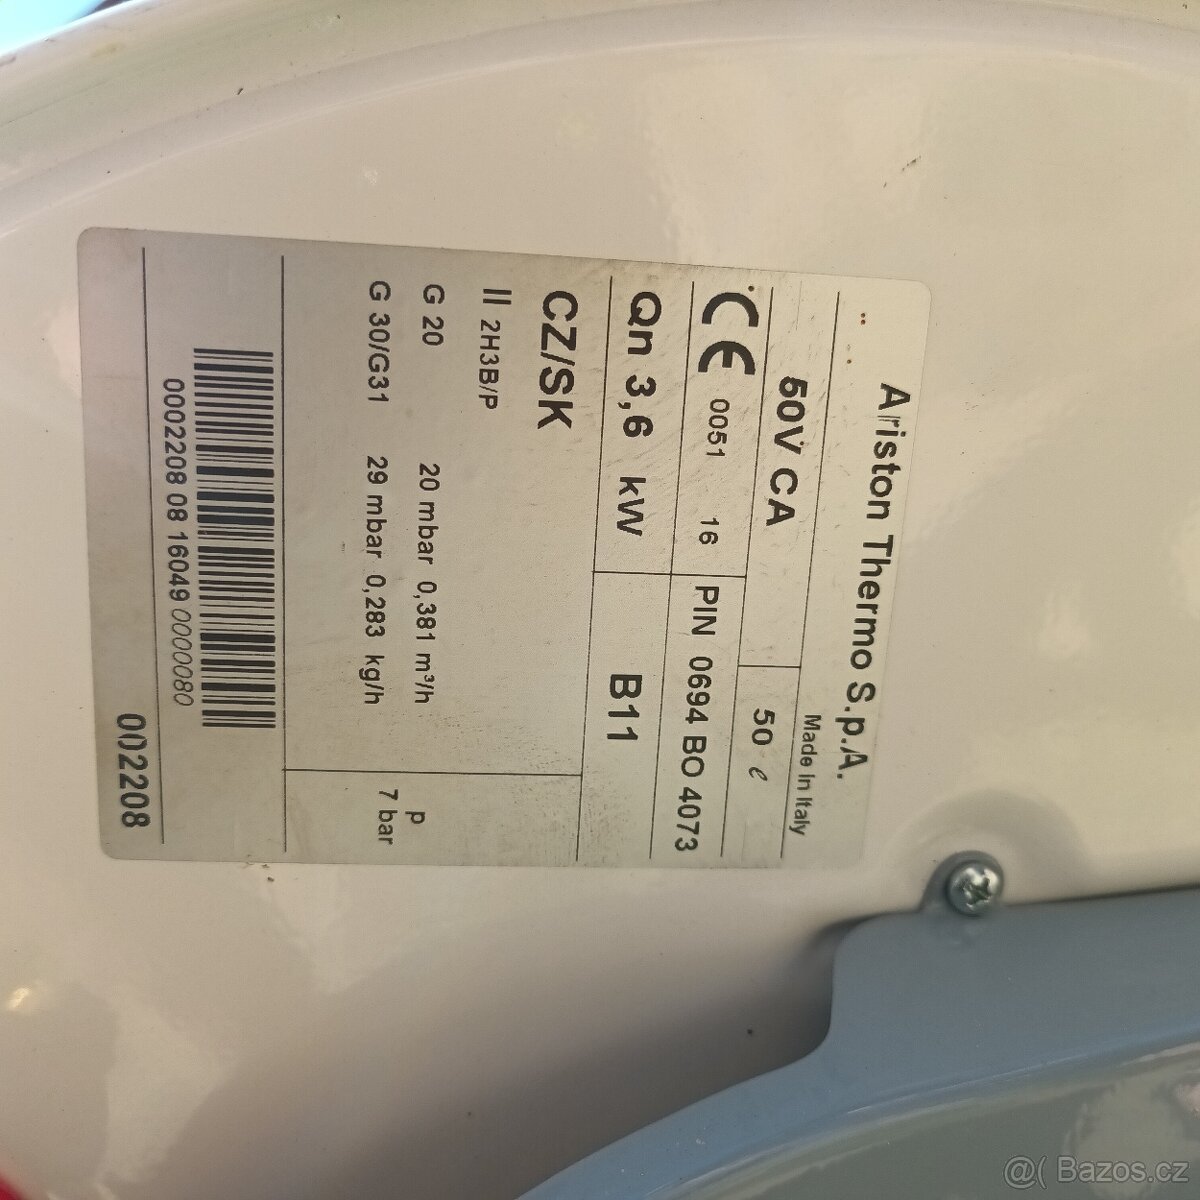 Ariston Thermo S.p.A.
Made In Italy
50V CA
50 ℓ
CE 0051 16 PIN 0694 BO 4073
Qn 3,6 kW B11
CZ/SK
II 2H3B/P
G 20 20 mbar 0,381 m³/h
G 30/G31 29 mbar 0,283 kg/h
p
7 bar
0002208 08 16049 0000080
002208
@( Bazos.cz